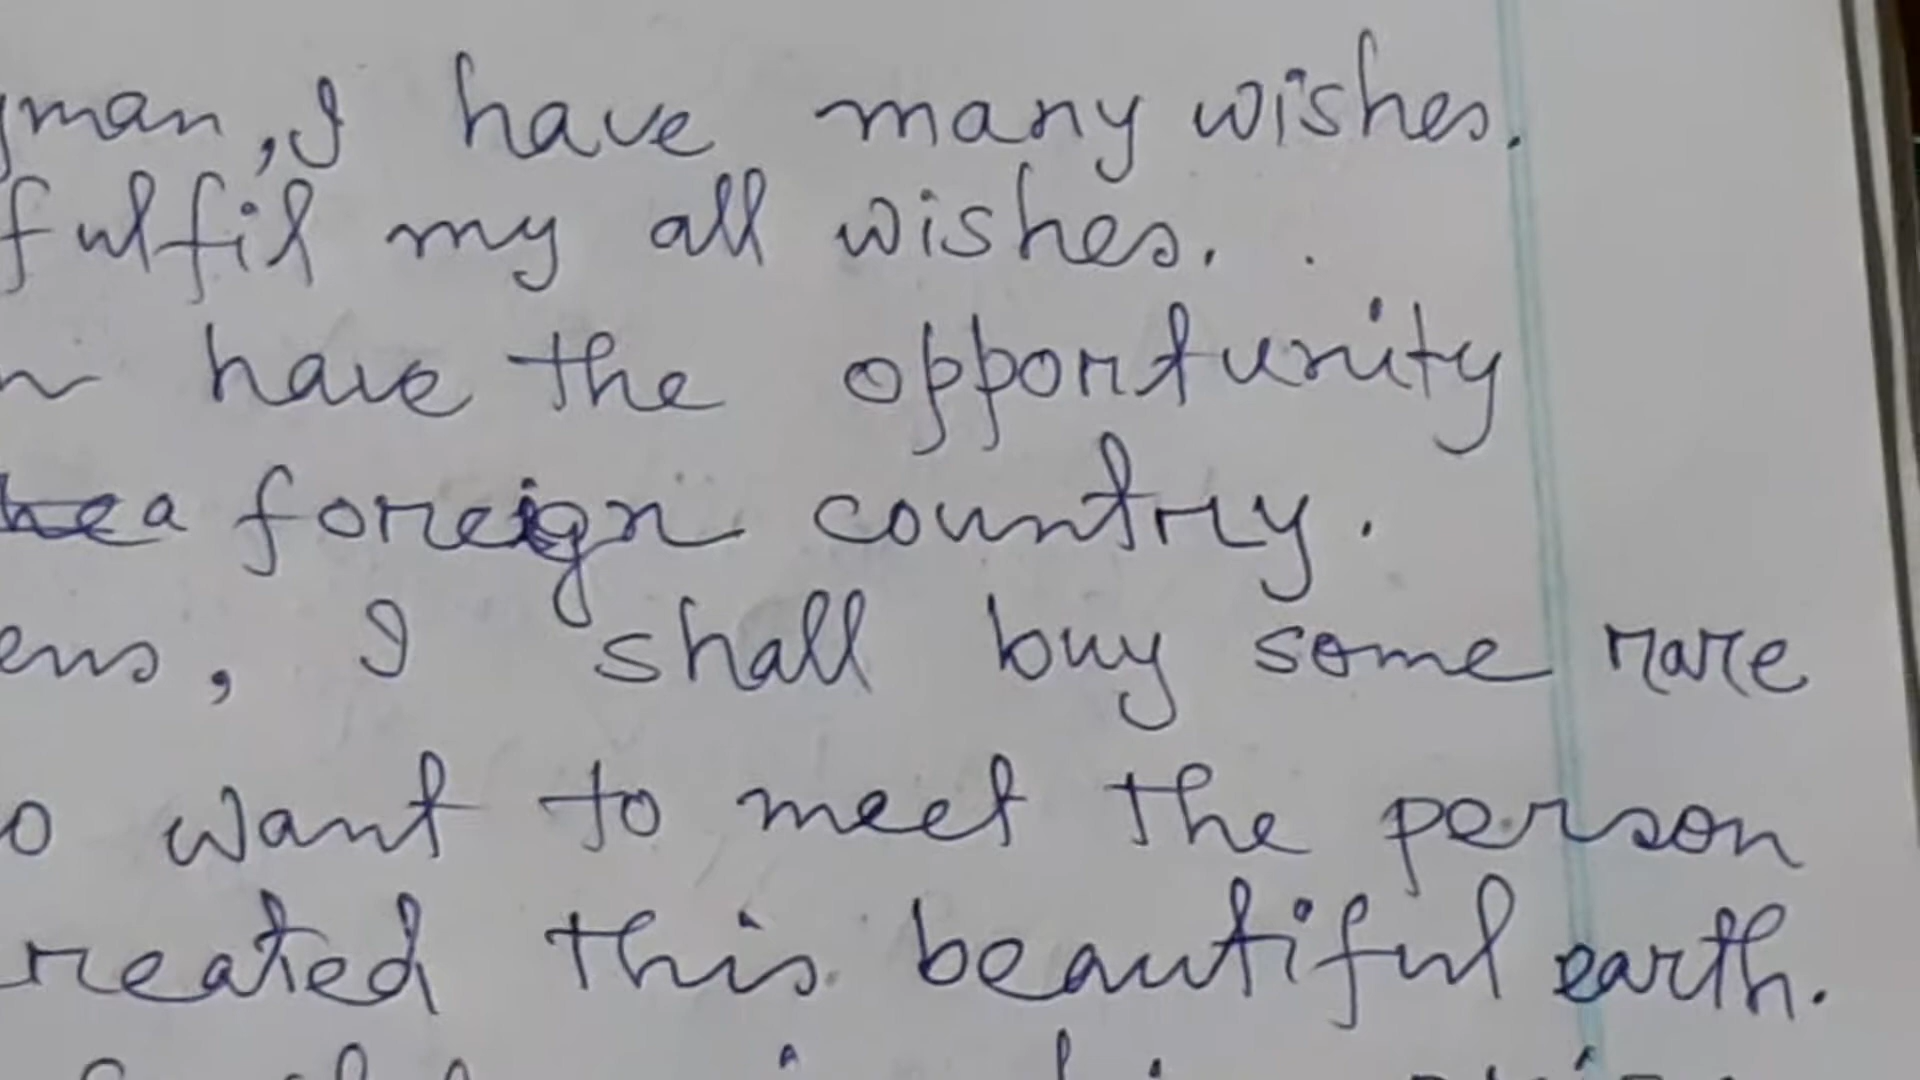 man, I have many wishes.
fulfil my all wishes.
have the opportunity
a foreign country.
I shall buy some rare
want to meet the person
reated this beautiful earth.